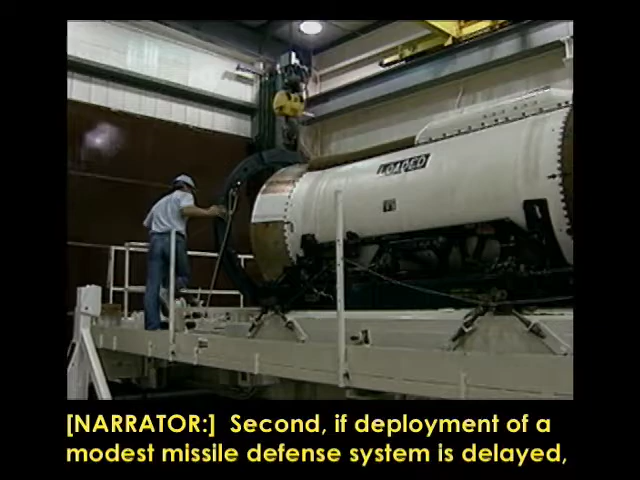 LOADED
[NARRATOR:] Second, if deployment of a
modest missile defense system is delayed,